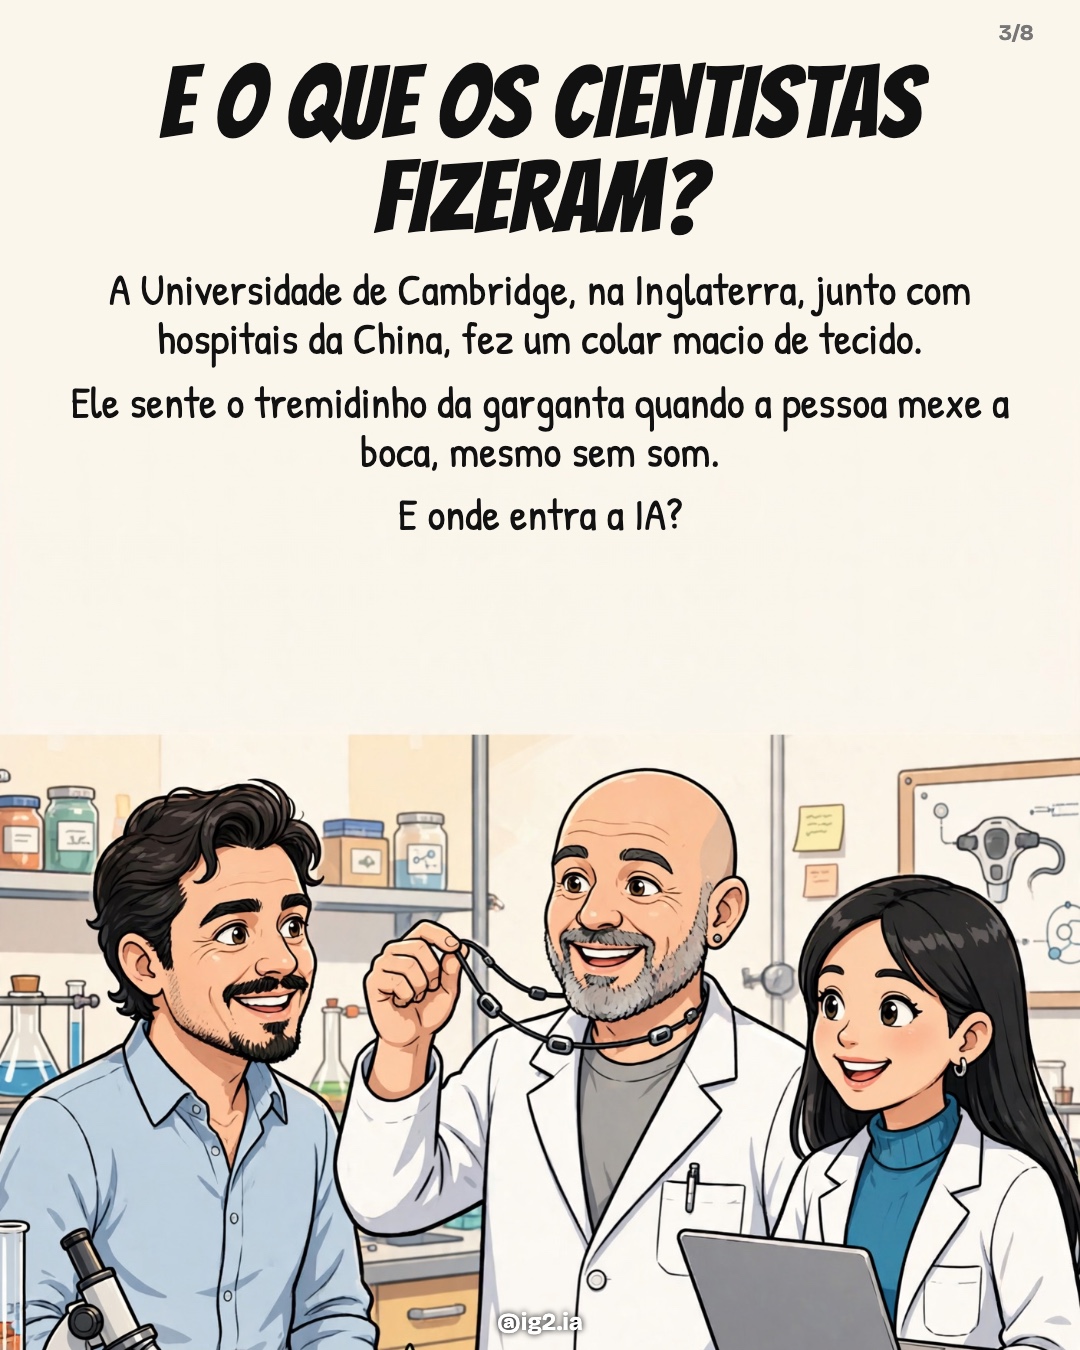 3/8
E O QUE OS CIENTISTAS
FIZERAM?
A Universidade de Cambridge, na Inglaterra, junto com
hospitais da China, fez um colar macio de tecido.
Ele sente o tremidinho da garganta quando a pessoa mexe a
boca, mesmo sem som.
E onde entra a IA?
@ig2.ia